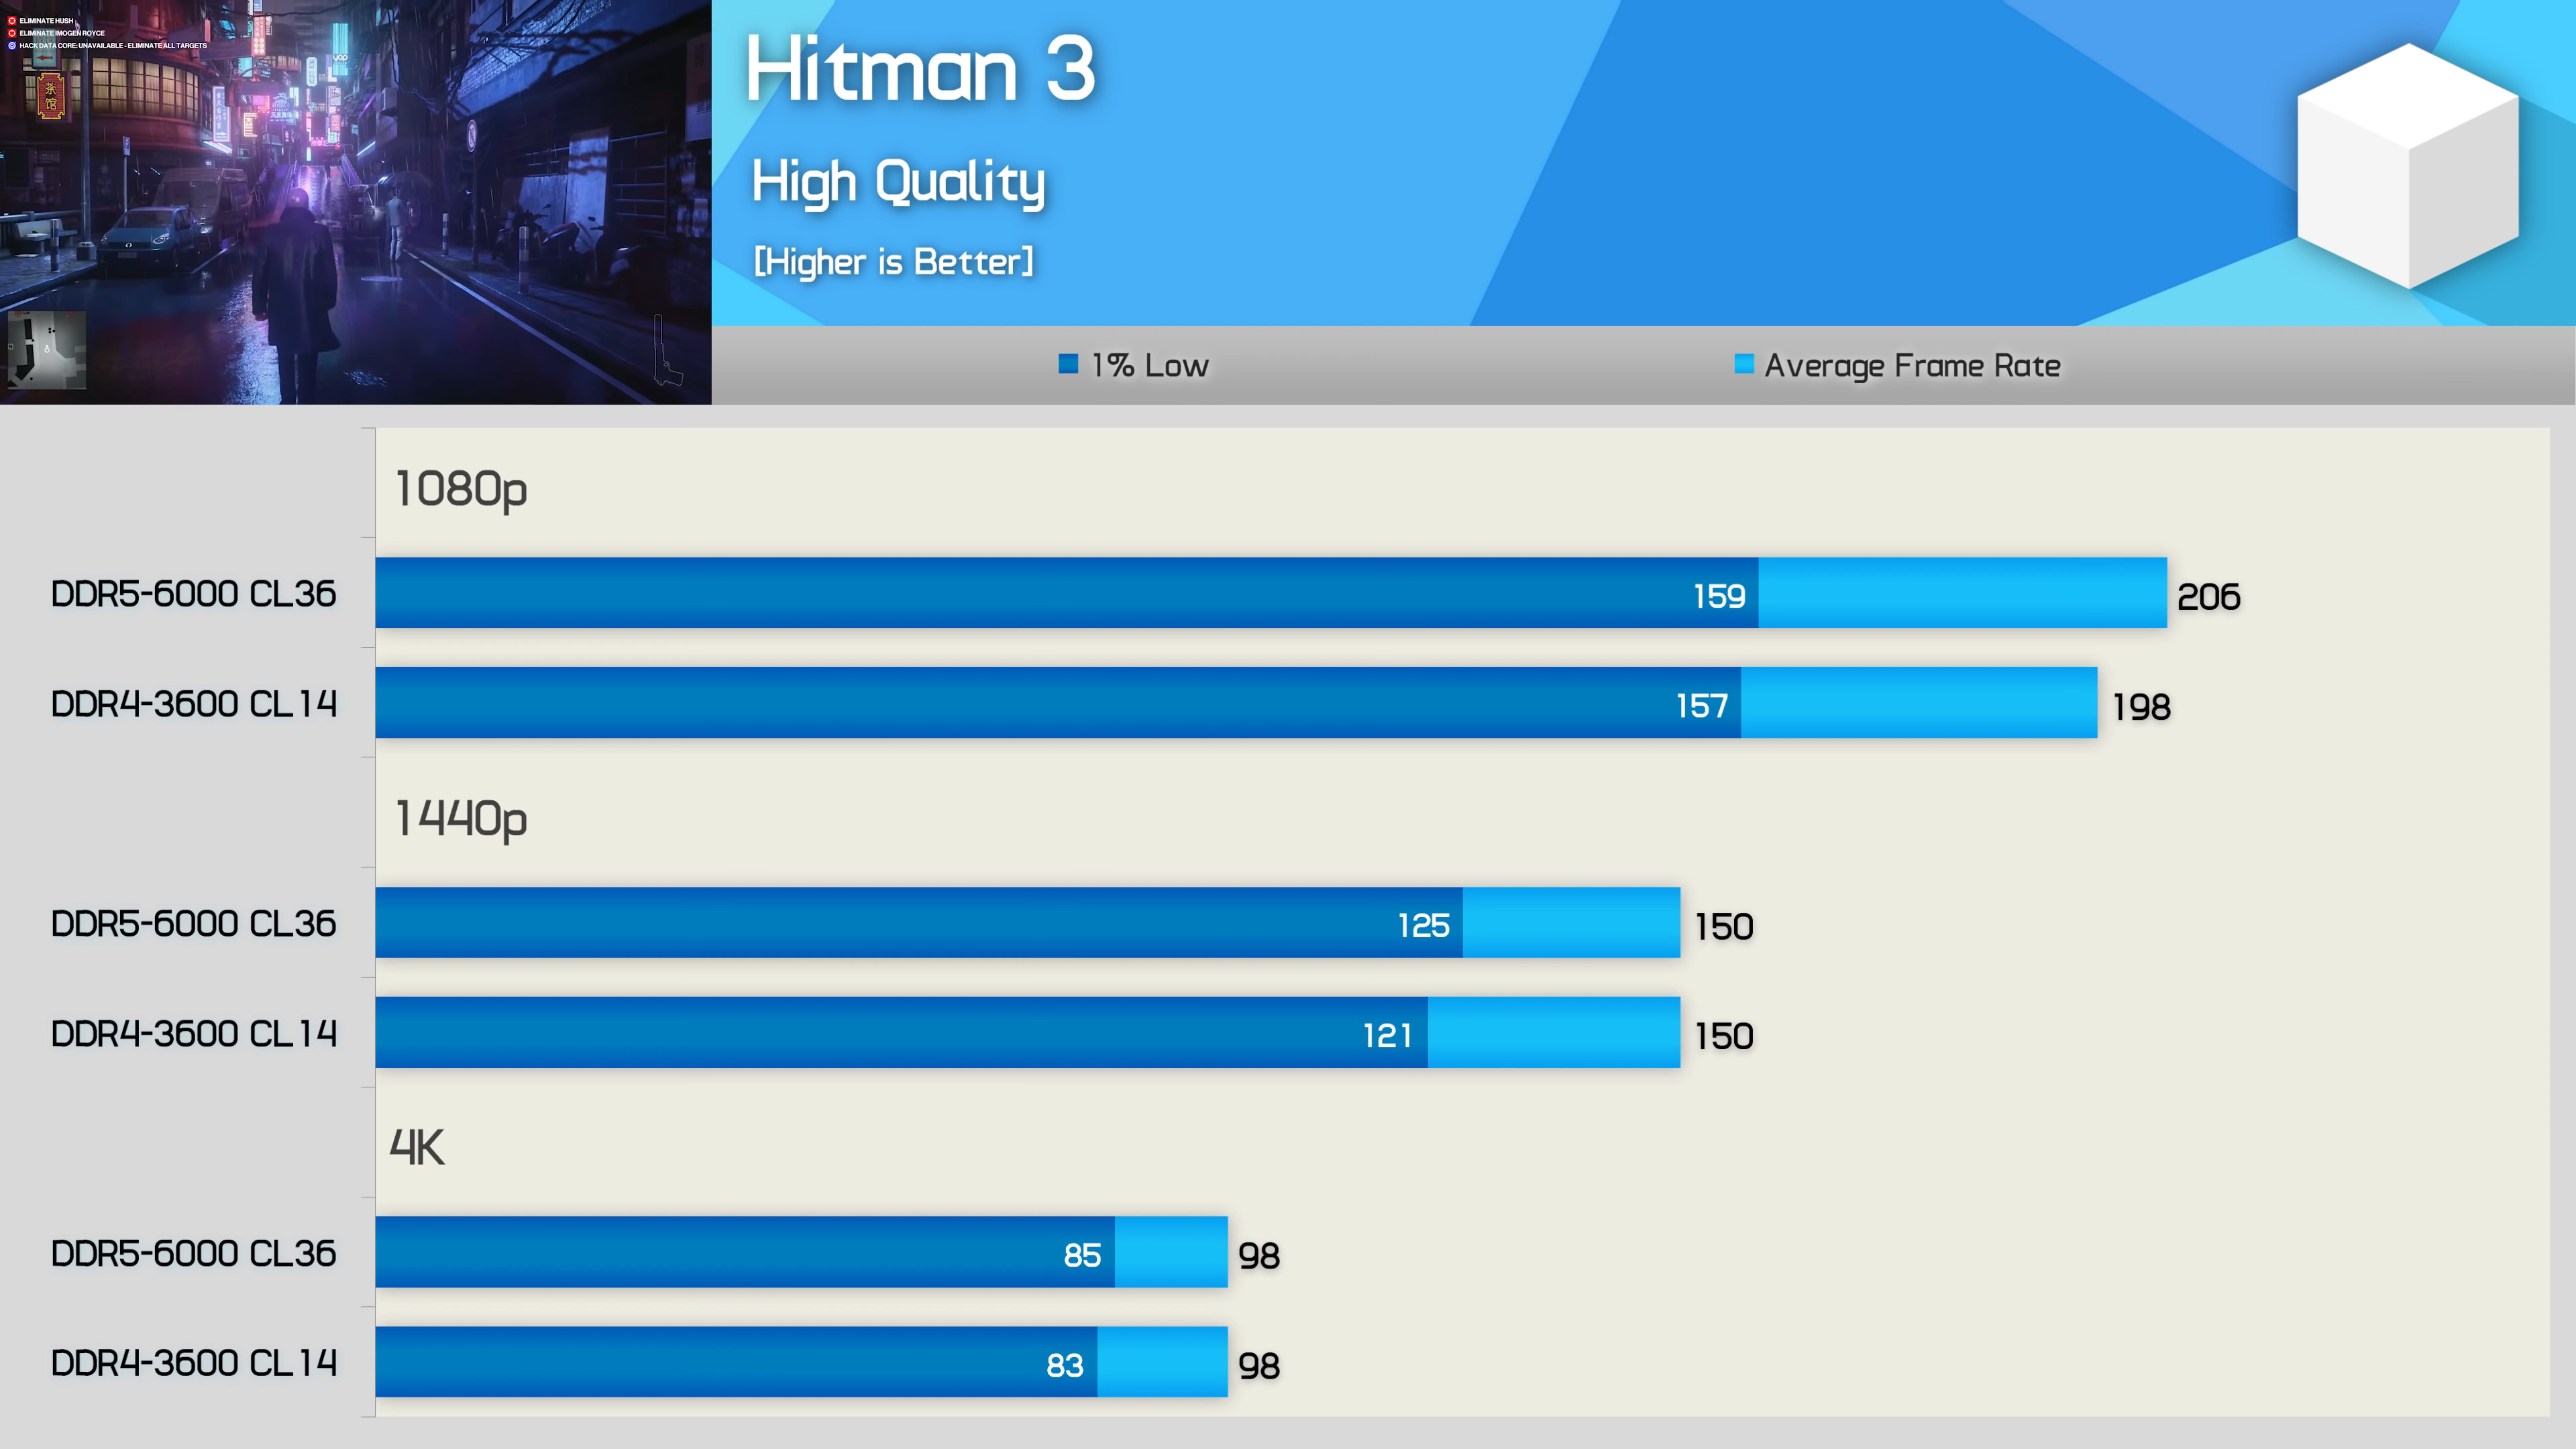 ELIMINATE HUSH
ELIMINATE IMOGEN ROYCE
HACK DATA CORE: UNAVAILABLE - ELIMINATE ALL TARGETS
茶馆
Hitman 3
High Quality
[Higher is Better]
1% Low
Average Frame Rate
1080p
DDR5-6000 CL36 159 206
DDR4-3600 CL14 157 198
1440p
DDR5-6000 CL36 125 150
DDR4-3600 CL14 121 150
4K
DDR5-6000 CL36 85 98
DDR4-3600 CL14 83 98